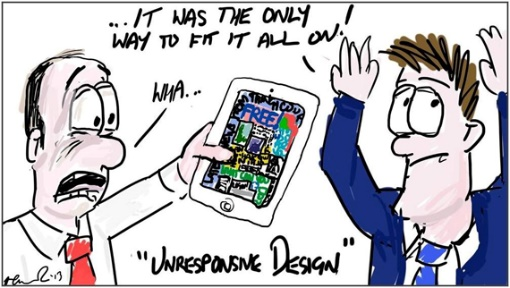 ...IT WAS THE ONLY
WAY TO FIT IT ALL ON!
WHA...
FREE!
"UNRESPONSIVE DESIGN"